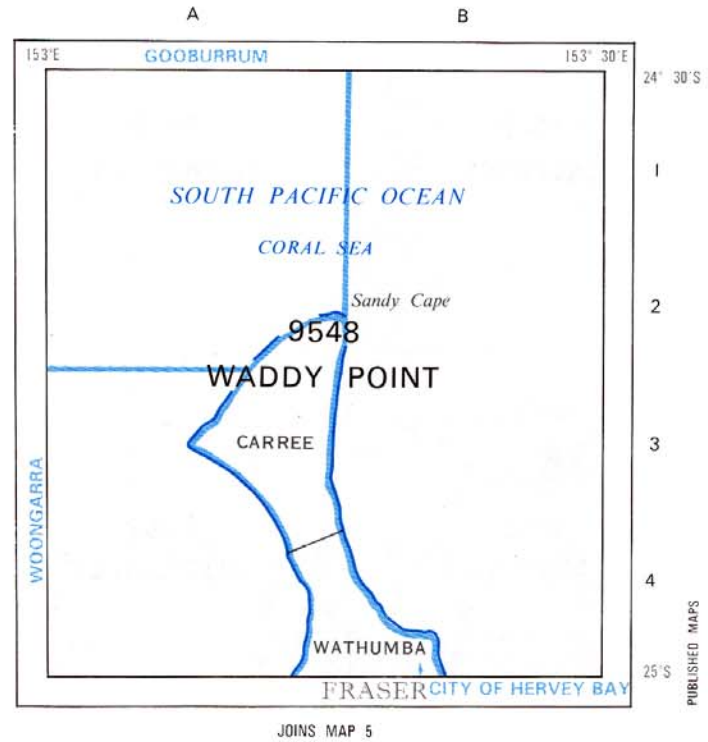 A B
153°E GOOBURRUM 153° 30'E
24° 30'S
1
SOUTH PACIFIC OCEAN
CORAL SEA
Sandy Cape
2
9548
WADDY POINT
CARREE
3
WOONGARRA
4
WATHUMBA
25°S
FRASER CITY OF HERVEY BAY
PUBLISHED MAPS
JOINS MAP 5